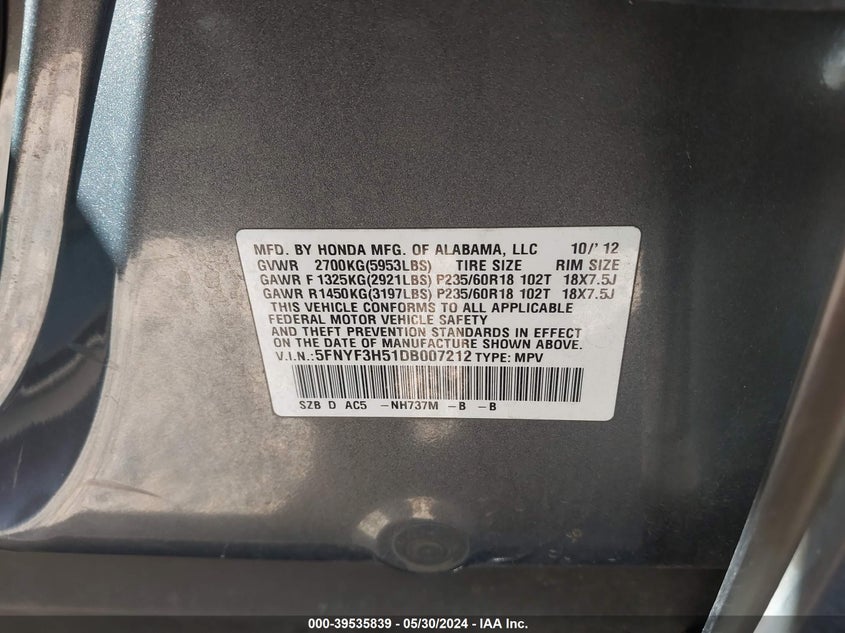 MFD. BY HONDA MFG. OF ALABAMA, LLC 10/'12
GVWR 2700KG(5953LBS) TIRE SIZE RIM SIZE
GAWR F 1325KG(2921LBS) P235/60R18 102T 18X7.5J
GAWR R1450KG(3197LBS) P235/60R18 102T 18X7.5J
THIS VEHICLE CONFORMS TO ALL APPLICABLE
FEDERAL MOTOR VEHICLE SAFETY
AND THEFT PREVENTION STANDARDS IN EFFECT
ON THE DATE OF MANUFACTURE SHOWN ABOVE.
V.I.N.:5FNYF3H51DB007212 TYPE: MPV
SZB D AC5 -NH737M -B -B
000-39535839 - 05/30/2024 - IAA Inc.